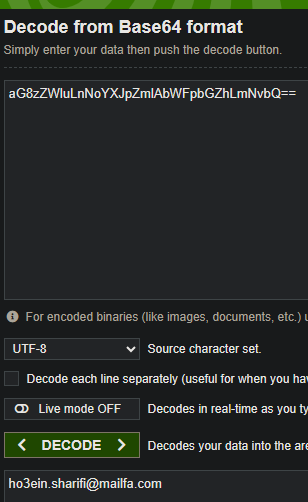 Decode from Base64 format
Simply enter your data then push the decode button.
aG8zZWluLnNoYXJpZmlAbWFpbGZhLmNvbQ==
For encoded binaries (like images, documents, etc.) u
UTF-8 Source character set.
Decode each line separately (useful for when you hav
Live mode OFF Decodes in real-time as you typ
< DECODE > Decodes your data into the are
ho3ein.sharifi@mailfa.com